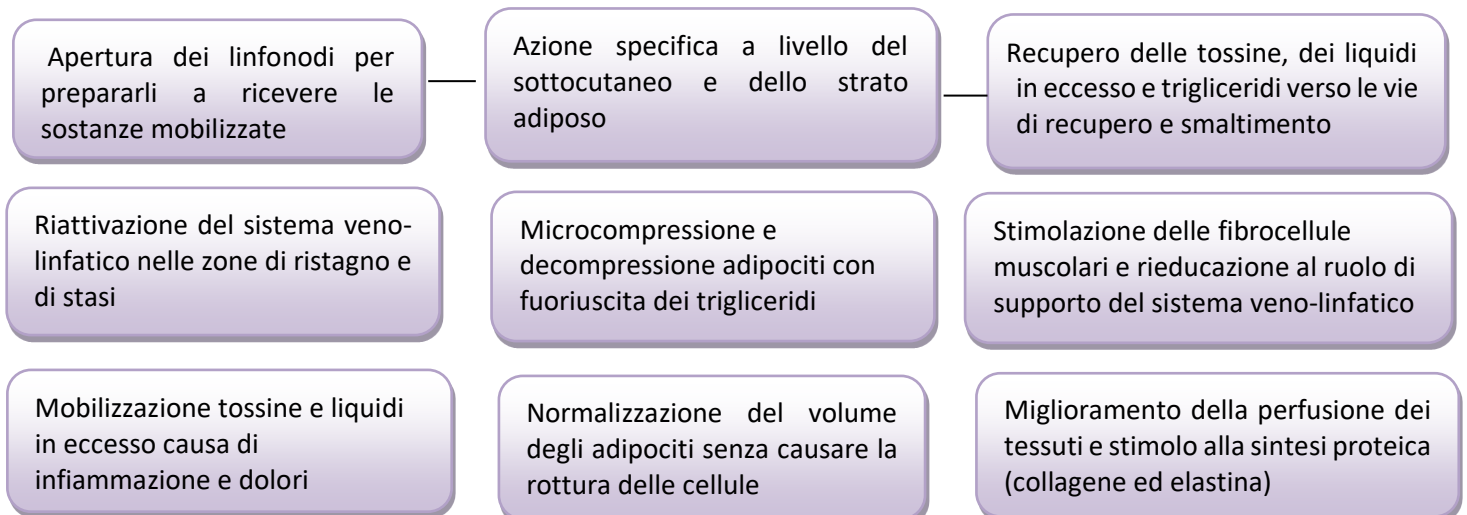 Apertura dei linfonodi per
prepararli a ricevere le
sostanze mobilizzate
Azione specifica a livello del
sottocutaneo e dello strato
adiposo
Recupero delle tossine, dei liquidi
in eccesso e trigliceridi verso le vie
di recupero e smaltimento
Riattivazione del sistema veno-
linfatico nelle zone di ristagno e
di stasi
Microcompressione e
decompressione adipociti con
fuoriuscita dei trigliceridi
Stimolazione delle fibrocellule
muscolari e rieducazione al ruolo di
supporto del sistema veno-linfatico
Mobilizzazione tossine e liquidi
in eccesso causa di
infiammazione e dolori
Normalizzazione del volume
degli adipociti senza causare la
rottura delle cellule
Miglioramento della perfusione dei
tessuti e stimolo alla sintesi proteica
(collagene ed elastina)